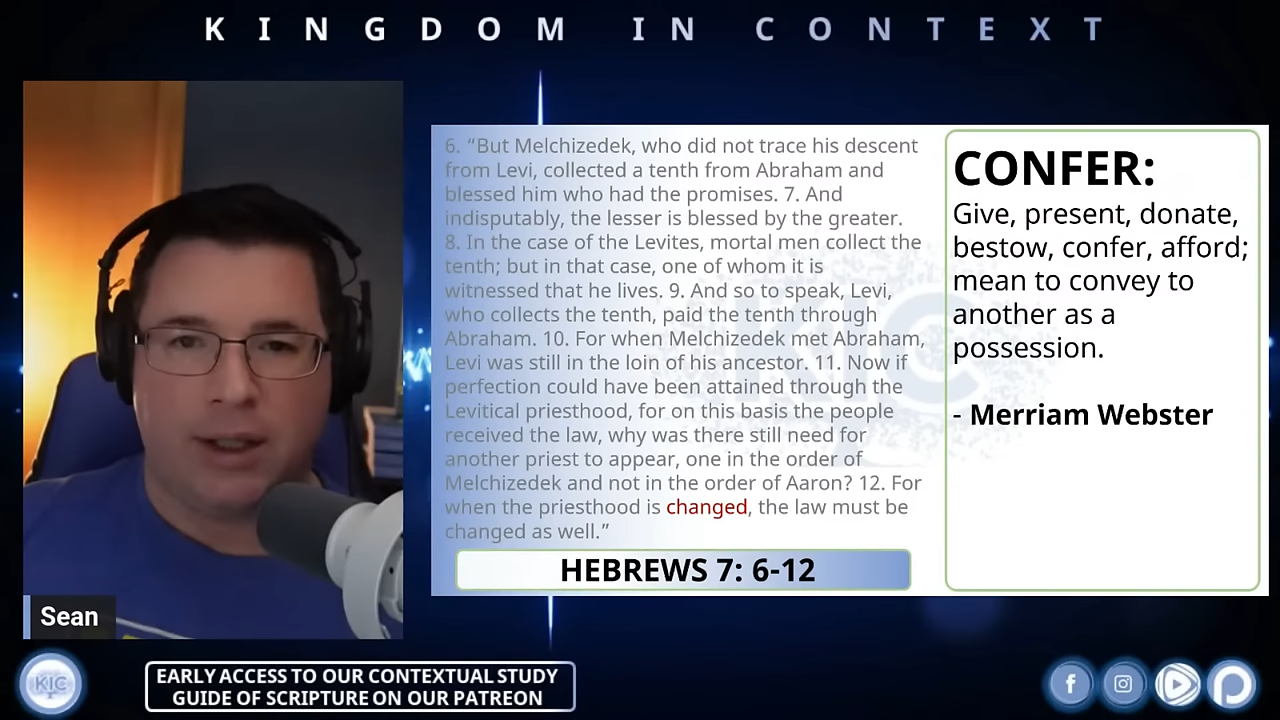 KINGDOM IN CONTEXT
6. “But Melchizedek, who did not trace his descent
from Levi, collected a tenth from Abraham and
blessed him who had the promises. 7. And
indisputably, the lesser is blessed by the greater.
8. In the case of the Levites, mortal men collect the
tenth; but in that case, one of whom it is
witnessed that he lives. 9. And so to speak, Levi,
who collects the tenth, paid the tenth through
Abraham. 10. For when Melchizedek met Abraham,
Levi was still in the loin of his ancestor. 11. Now if
perfection could have been attained through the
Levitical priesthood, for on this basis the people
received the law, why was there still need for
another priest to appear, one in the order of
Melchizedek and not in the order of Aaron? 12. For
when the priesthood is changed, the law must be
changed as well.”
HEBREWS 7: 6-12
CONFER:
Give, present, donate,
bestow, confer, afford;
mean to convey to
another as a
possession.
- Merriam Webster
Sean
KIC
EARLY ACCESS TO OUR CONTEXTUAL STUDY
GUIDE OF SCRIPTURE ON OUR PATREON